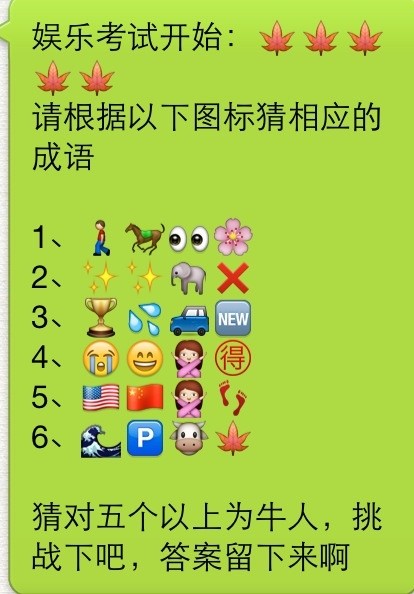 娱乐考试开始：🍁🍁🍁
🍁🍁
请根据以下图标猜相应的
成语
1、🚶🐎👀🌸
2、✨✨🐘❌
3、🏆💦🚙🆕
4、😭😄🙅🉐
5、🇺🇸🇨🇳🙅👣
6、🌊🅿️🐮🍁
猜对五个以上为牛人，挑
战下吧，答案留下来啊